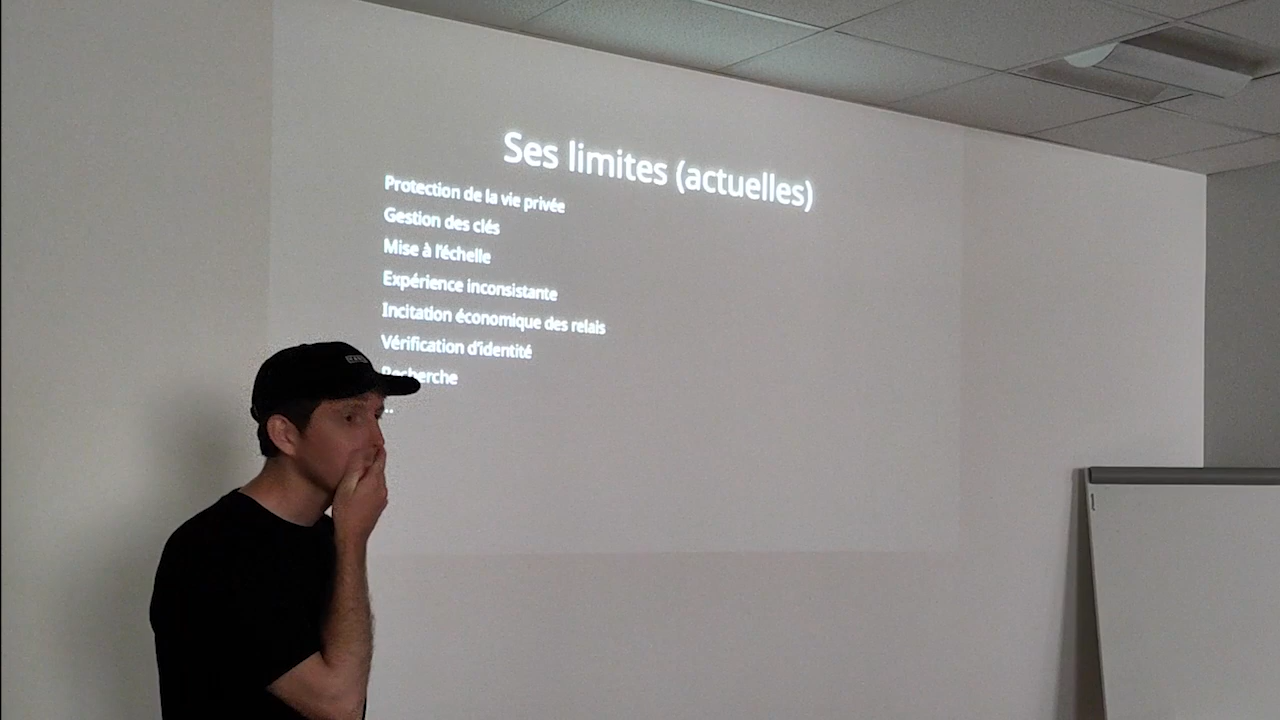 Ses limites (actuelles)
Protection de la vie privée
Gestion des clés
Mise à l'échelle
Expérience inconsistante
Incitation économique des relais
Vérification d'identité
Recherche
..